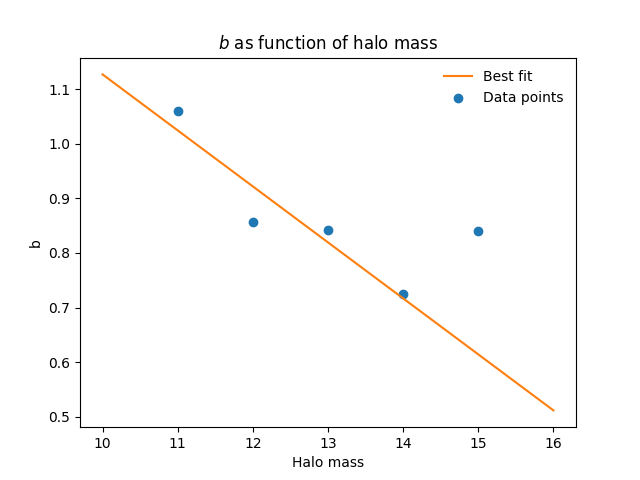 b as function of halo mass
Best fit
Data points
1.1
1.0
0.9
0.8
0.7
0.6
0.5
b
10 11 12 13 14 15 16
Halo mass